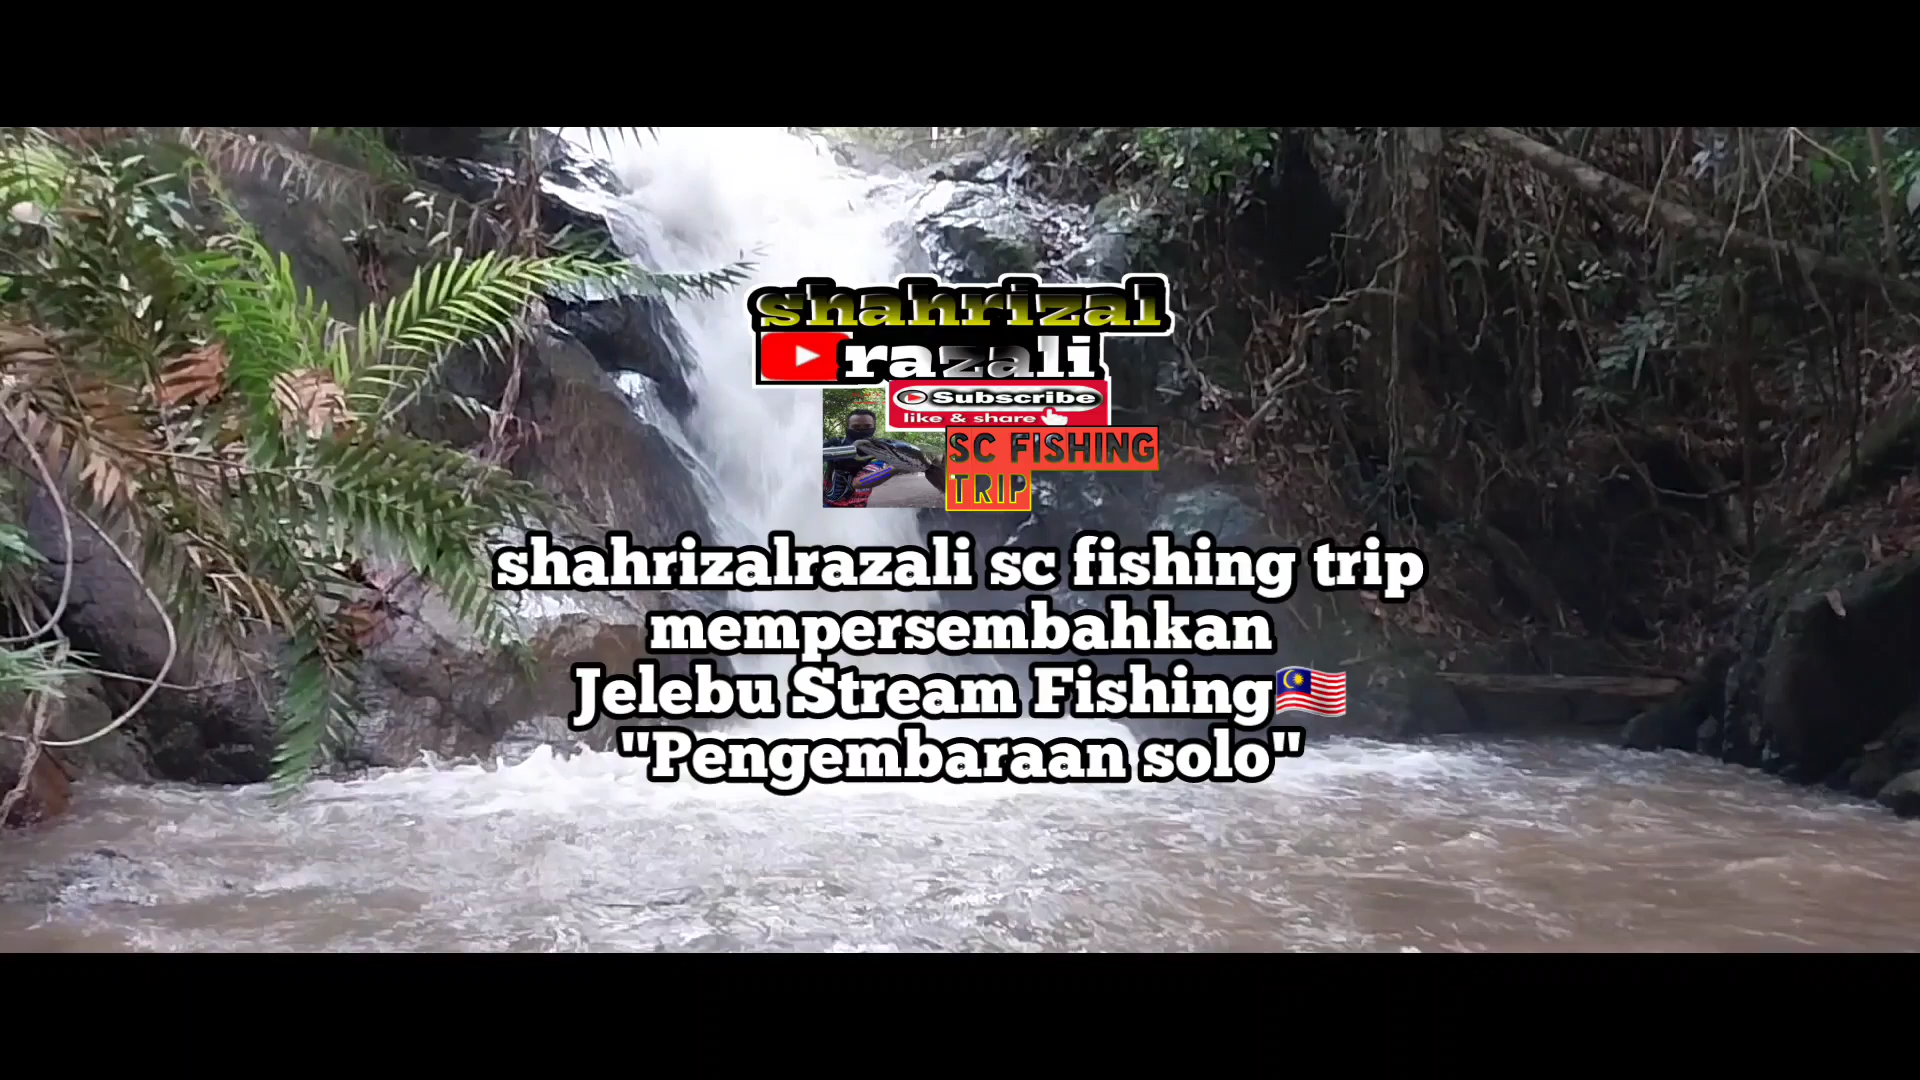 shahrizal
razali
Subscribe
like & share
SC FISHING
TRIP
shahrizalrazali sc fishing trip
mempersembahkan
Jelebu Stream Fishing🇲🇾
"Pengembaraan solo"